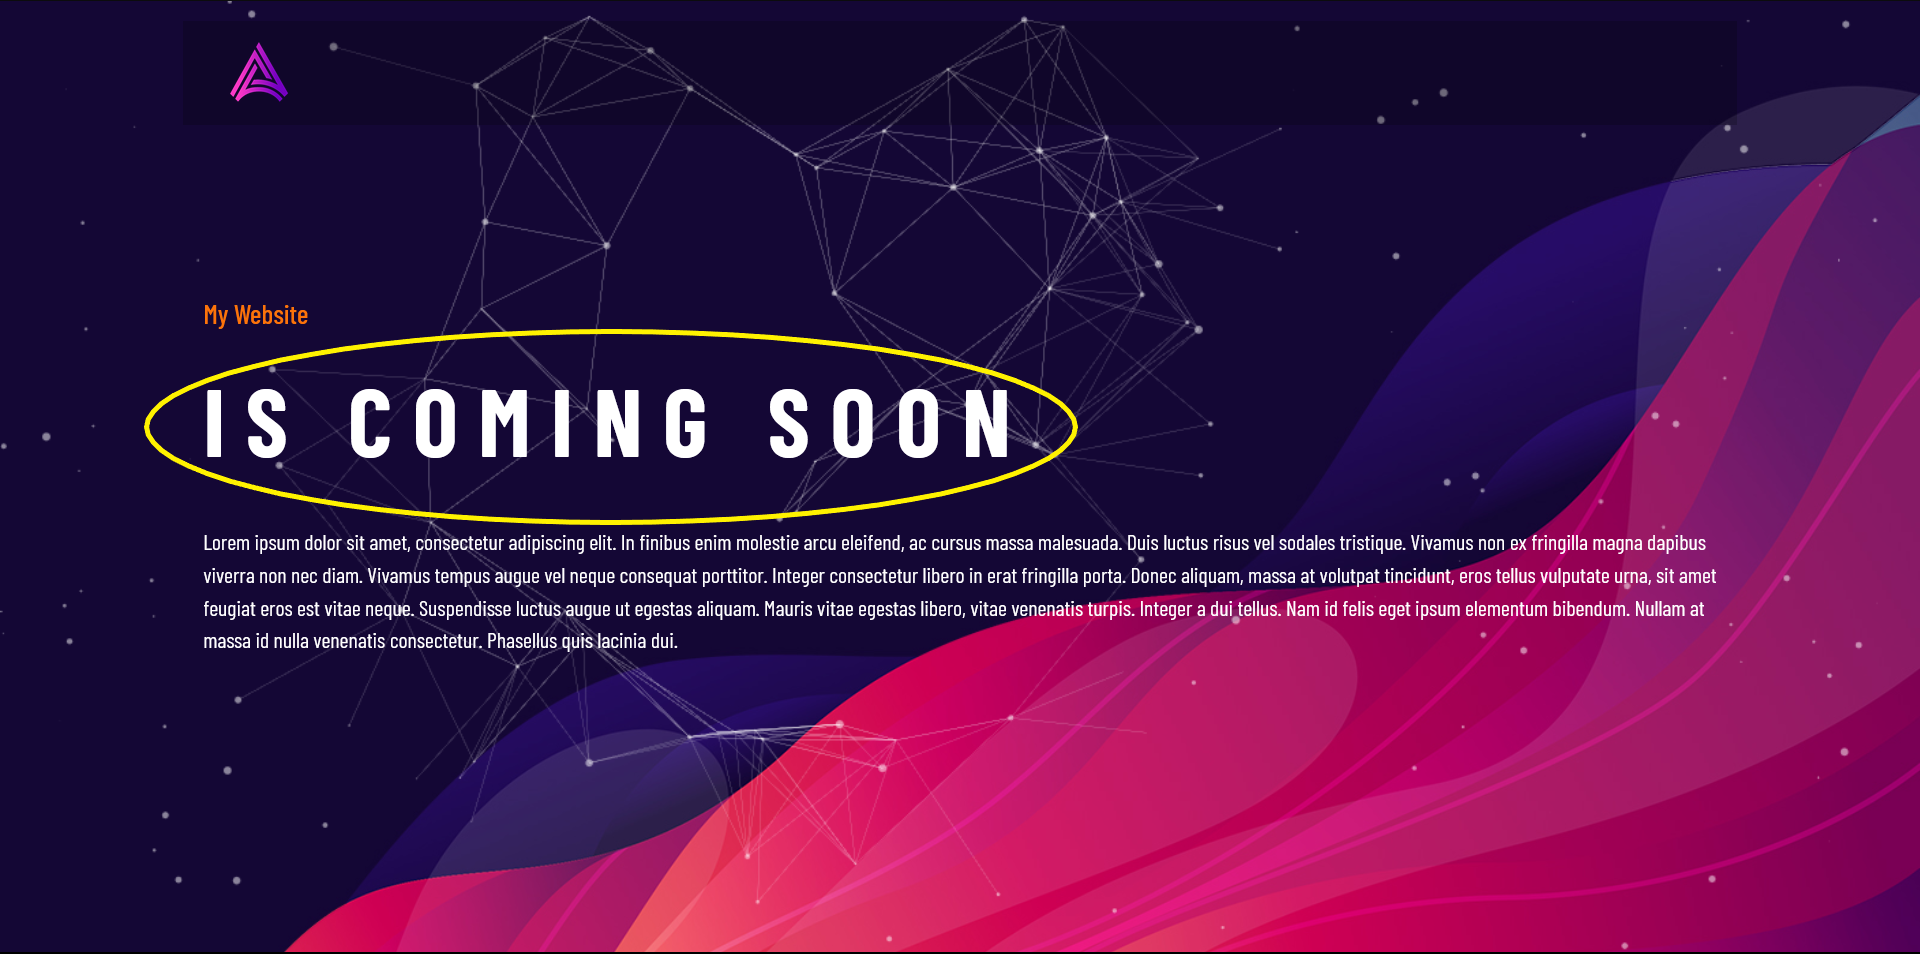 My Website
IS COMING SOON
Lorem ipsum dolor sit amet, consectetur adipiscing elit. In finibus enim molestie arcu eleifend, ac cursus massa malesuada. Duis luctus risus vel sodales tristique. Vivamus non ex fringilla magna dapibus
viverra non nec diam. Vivamus tempus augue vel neque consequat porttitor. Integer consectetur libero in erat fringilla porta. Donec aliquam, massa at volutpat tincidunt, eros tellus vulputate urna, sit amet
feugiat eros est vitae neque. Suspendisse luctus augue ut egestas aliquam. Mauris vitae egestas libero, vitae venenatis turpis. Integer a dui tellus. Nam id felis eget ipsum elementum bibendum. Nullam at
massa id nulla venenatis consectetur. Phasellus quis lacinia dui.